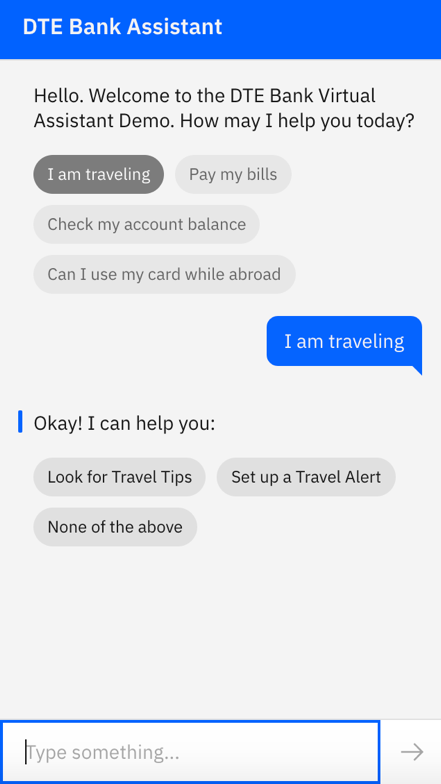 DTE Bank Assistant
Hello. Welcome to the DTE Bank Virtual
Assistant Demo. How may I help you today?
I am traveling
Pay my bills
Check my account balance
Can I use my card while abroad
I am traveling
Okay! I can help you:
Look for Travel Tips
Set up a Travel Alert
None of the above
Type something...